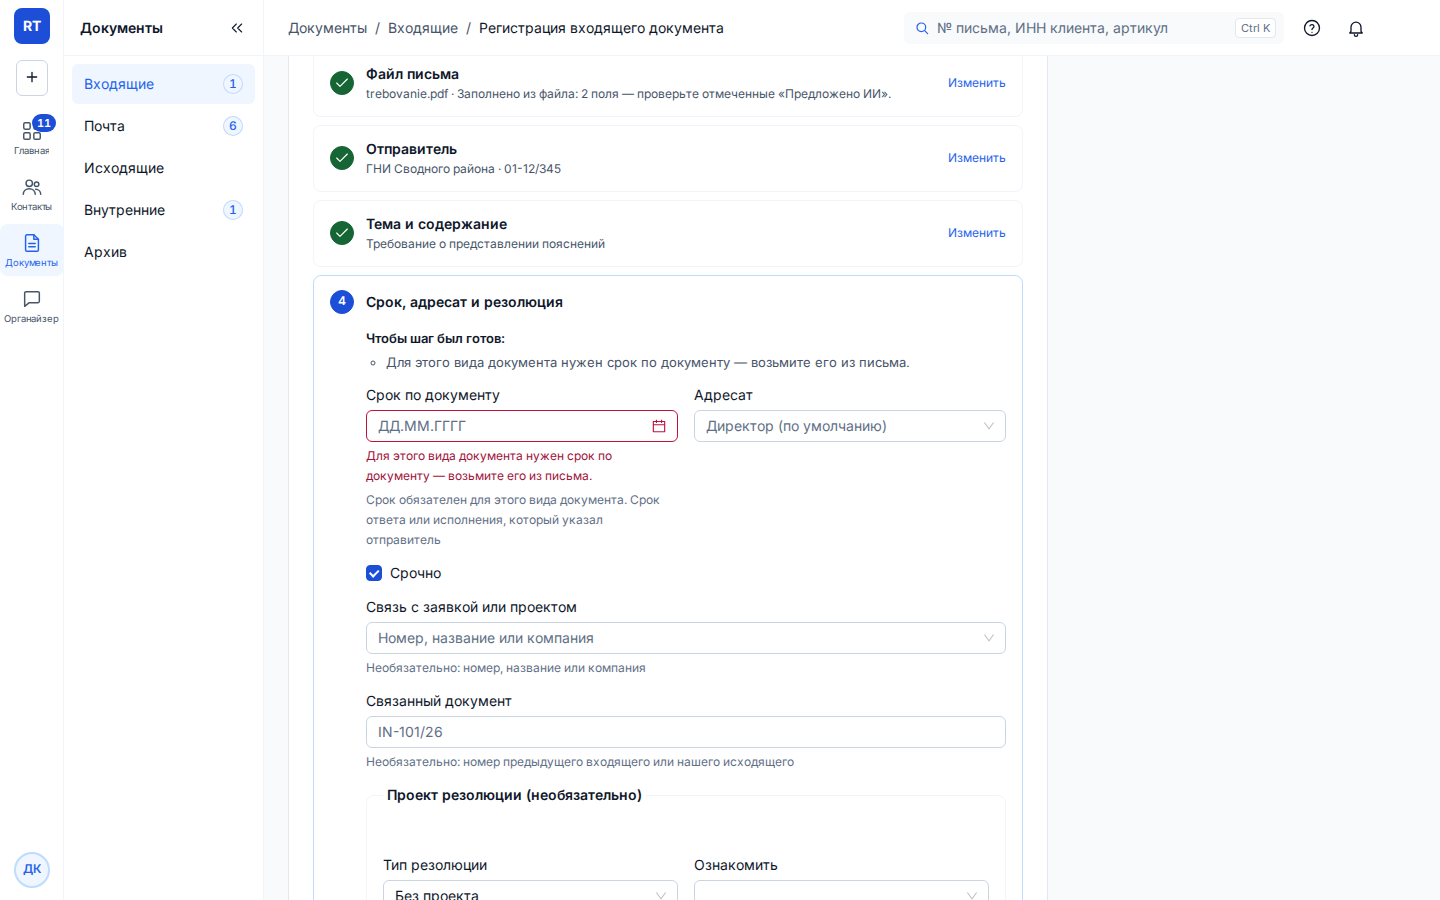 RT
Документы
Документы / Входящие / Регистрация входящего документа
№ письма, ИНН клиента, артикул
Ctrl K
11
Главная
Контакты
Документы
Органайзер
ДК
Входящие 1
Почта 6
Исходящие
Внутренние 1
Архив
Файл письма
trebovanie.pdf · Заполнено из файла: 2 поля — проверьте отмеченные «Предложено ИИ».
Изменить
Отправитель
ГНИ Сводного района · 01-12/345
Изменить
Тема и содержание
Требование о представлении пояснений
Изменить
4 Срок, адресат и резолюция
Чтобы шаг был готов:
Для этого вида документа нужен срок по документу — возьмите его из письма.
Срок по документу
ДД.ММ.ГГГГ
Для этого вида документа нужен срок по
документу — возьмите его из письма.
Срок обязателен для этого вида документа. Срок
ответа или исполнения, который указал
отправитель
Адресат
Директор (по умолчанию)
Срочно
Связь с заявкой или проектом
Номер, название или компания
Необязательно: номер, название или компания
Связанный документ
IN-101/26
Необязательно: номер предыдущего входящего или нашего исходящего
Проект резолюции (необязательно)
Тип резолюции
Без проекта
Ознакомить